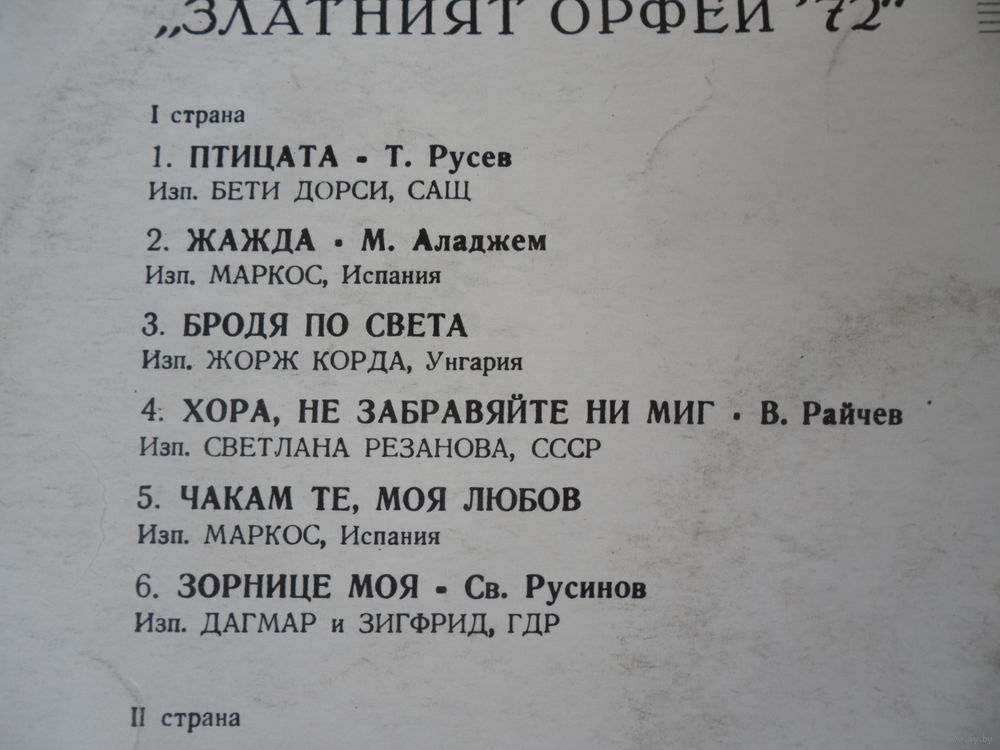 „ЗЛАТНИЯТ ОРФЕЙ '72“
I страна
1. ПТИЦАТА - Т. Русев
Изп. БЕТИ ДОРСИ, САЩ
2. ЖАЖДА · М. Аладжем
Изп. МАРКОС, Испания
3. БРОДЯ ПО СВЕТА
Изп. ЖОРЖ КОРДА, Унгария
4. ХОРА, НЕ ЗАБРАВЯЙТЕ НИ МИГ · В. Райчев
Изп. СВЕТЛАНА РЕЗАНОВА, СССР
5. ЧАКАМ ТЕ, МОЯ ЛЮБОВ
Изп. МАРКОС, Испания
6. ЗОРНИЦЕ МОЯ - Св. Русинов
Изп. ДАГМАР и ЗИГФРИД, ГДР
II страна
ay.by